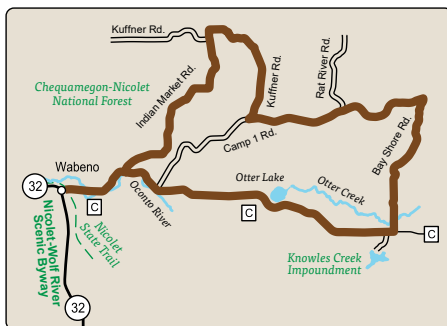 Kuffner Rd.
Indian Market Rd.
Kuffner Rd.
Rat River Rd.
Chequamegon-Nicolet
National Forest
Camp 1 Rd.
Bay Shore Rd.
Wabeno
32
Oconto River
Otter Lake
Otter Creek
C
C
Nicolet
State Trail
Nicolet-Wolf River
Scenic Byway
Knowles Creek
Impoundment
32